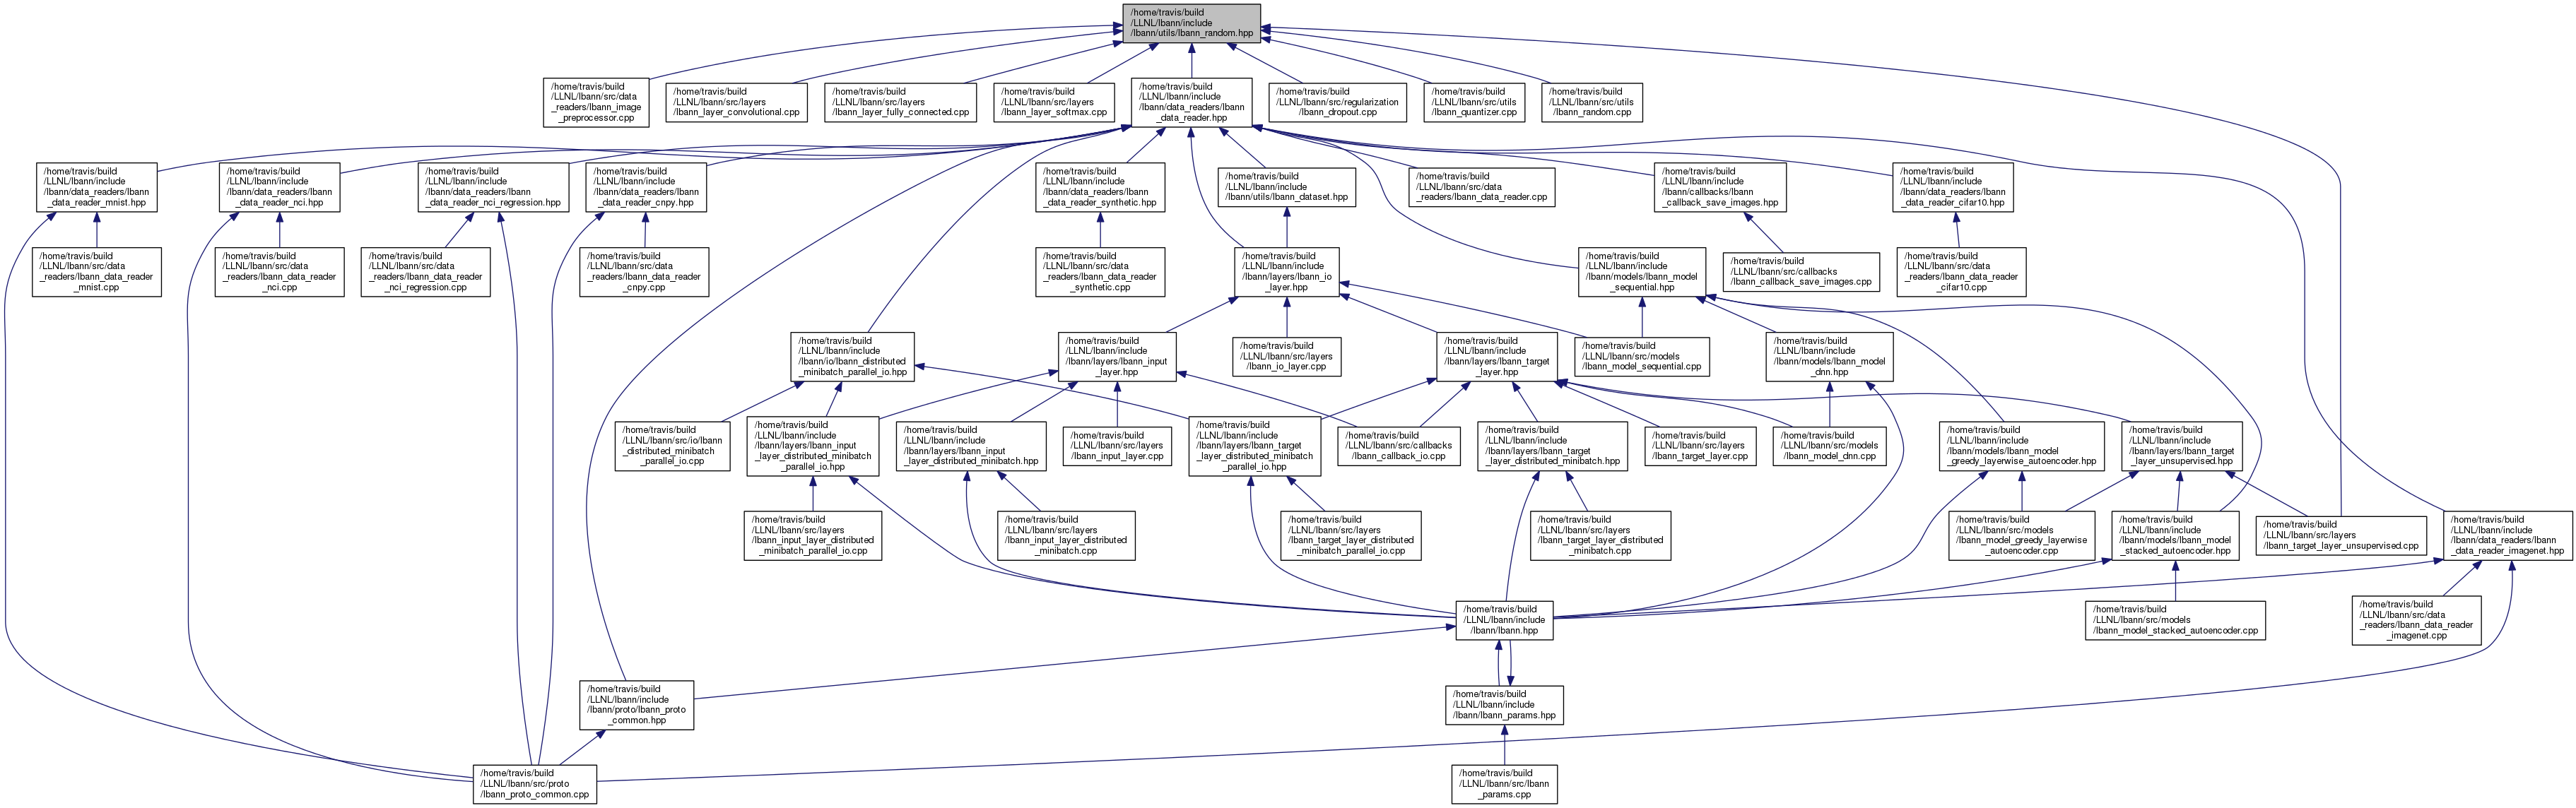 /home/travis/build
/LLNL/lbann/include
/lbann/utils/lbann_random.hpp
/home/travis/build
/LLNL/lbann/src/data
_readers/lbann_image
_preprocessor.cpp
/home/travis/build
/LLNL/lbann/src/layers
/lbann_layer_convolutional.cpp
/home/travis/build
/LLNL/lbann/src/layers
/lbann_layer_fully_connected.cpp
/home/travis/build
/LLNL/lbann/src/layers
/lbann_layer_softmax.cpp
/home/travis/build
/LLNL/lbann/include
/lbann/data_readers/lbann
_data_reader.hpp
/home/travis/build
/LLNL/lbann/src/regularization
/lbann_dropout.cpp
/home/travis/build
/LLNL/lbann/src/utils
/lbann_quantizer.cpp
/home/travis/build
/LLNL/lbann/src/utils
/lbann_random.cpp
/home/travis/build
/LLNL/lbann/include
/lbann/data_readers/lbann
_data_reader_mnist.hpp
/home/travis/build
/LLNL/lbann/include
/lbann/data_readers/lbann
_data_reader_nci.hpp
/home/travis/build
/LLNL/lbann/include
/lbann/data_readers/lbann
_data_reader_nci_regression.hpp
/home/travis/build
/LLNL/lbann/include
/lbann/data_readers/lbann
_data_reader_cnpy.hpp
/home/travis/build
/LLNL/lbann/include
/lbann/data_readers/lbann
_data_reader_synthetic.hpp
/home/travis/build
/LLNL/lbann/include
/lbann/utils/lbann_dataset.hpp
/home/travis/build
/LLNL/lbann/src/data
_readers/lbann_data_reader.cpp
/home/travis/build
/LLNL/lbann/include
/lbann/callbacks/lbann
_callback_save_images.hpp
/home/travis/build
/LLNL/lbann/include
/lbann/data_readers/lbann
_data_reader_cifar10.hpp
/home/travis/build
/LLNL/lbann/src/data
_readers/lbann_data_reader
_mnist.cpp
/home/travis/build
/LLNL/lbann/src/data
_readers/lbann_data_reader
_nci.cpp
/home/travis/build
/LLNL/lbann/src/data
_readers/lbann_data_reader
_nci_regression.cpp
/home/travis/build
/LLNL/lbann/src/data
_readers/lbann_data_reader
_cnpy.cpp
/home/travis/build
/LLNL/lbann/src/data
_readers/lbann_data_reader
_synthetic.cpp
/home/travis/build
/LLNL/lbann/include
/lbann/layers/lbann_io
_layer.hpp
/home/travis/build
/LLNL/lbann/include
/lbann/models/lbann_model
_sequential.hpp
/home/travis/build
/LLNL/lbann/src/callbacks
/lbann_callback_save_images.cpp
/home/travis/build
/LLNL/lbann/src/data
_readers/lbann_data_reader
_cifar10.cpp
/home/travis/build
/LLNL/lbann/include
/lbann/io/lbann_distributed
_minibatch_parallel_io.hpp
/home/travis/build
/LLNL/lbann/include
/lbann/layers/lbann_input
_layer.hpp
/home/travis/build
/LLNL/lbann/src/layers
/lbann_io_layer.cpp
/home/travis/build
/LLNL/lbann/include
/lbann/layers/lbann_target
_layer.hpp
/home/travis/build
/LLNL/lbann/src/models
/lbann_model_sequential.cpp
/home/travis/build
/LLNL/lbann/include
/lbann/models/lbann_model
_dnn.hpp
/home/travis/build
/LLNL/lbann/src/io/lbann
_distributed_minibatch
_parallel_io.cpp
/home/travis/build
/LLNL/lbann/include
/lbann/layers/lbann_input
_layer_distributed_minibatch
_parallel_io.hpp
/home/travis/build
/LLNL/lbann/include
/lbann/layers/lbann_input
_layer_distributed_minibatch.hpp
/home/travis/build
/LLNL/lbann/src/layers
/lbann_input_layer.cpp
/home/travis/build
/LLNL/lbann/include
/lbann/layers/lbann_target
_layer_distributed_minibatch
_parallel_io.hpp
/home/travis/build
/LLNL/lbann/src/callbacks
/lbann_callback_io.cpp
/home/travis/build
/LLNL/lbann/include
/lbann/layers/lbann_target
_layer_distributed_minibatch.hpp
/home/travis/build
/LLNL/lbann/src/layers
/lbann_target_layer.cpp
/home/travis/build
/LLNL/lbann/src/models
/lbann_model_dnn.cpp
/home/travis/build
/LLNL/lbann/include
/lbann/models/lbann_model
_greedy_layerwise_autoencoder.hpp
/home/travis/build
/LLNL/lbann/include
/lbann/layers/lbann_target
_layer_unsupervised.hpp
/home/travis/build
/LLNL/lbann/src/layers
/lbann_input_layer_distributed
_minibatch_parallel_io.cpp
/home/travis/build
/LLNL/lbann/src/layers
/lbann_input_layer_distributed
_minibatch.cpp
/home/travis/build
/LLNL/lbann/src/layers
/lbann_target_layer_distributed
_minibatch_parallel_io.cpp
/home/travis/build
/LLNL/lbann/src/layers
/lbann_target_layer_distributed
_minibatch.cpp
/home/travis/build
/LLNL/lbann/src/models
/lbann_model_greedy_layerwise
_autoencoder.cpp
/home/travis/build
/LLNL/lbann/include
/lbann/models/lbann_model
_stacked_autoencoder.hpp
/home/travis/build
/LLNL/lbann/src/layers
/lbann_target_layer_unsupervised.cpp
/home/travis/build
/LLNL/lbann/include
/lbann/data_readers/lbann
_data_reader_imagenet.hpp
/home/travis/build
/LLNL/lbann/include
/lbann/lbann.hpp
/home/travis/build
/LLNL/lbann/src/models
/lbann_model_stacked_autoencoder.cpp
/home/travis/build
/LLNL/lbann/src/data
_readers/lbann_data_reader
_imagenet.cpp
/home/travis/build
/LLNL/lbann/include
/lbann/proto/lbann_proto
_common.hpp
/home/travis/build
/LLNL/lbann/include
/lbann/lbann_params.hpp
/home/travis/build
/LLNL/lbann/src/proto
/lbann_proto_common.cpp
/home/travis/build
/LLNL/lbann/src/lbann
_params.cpp